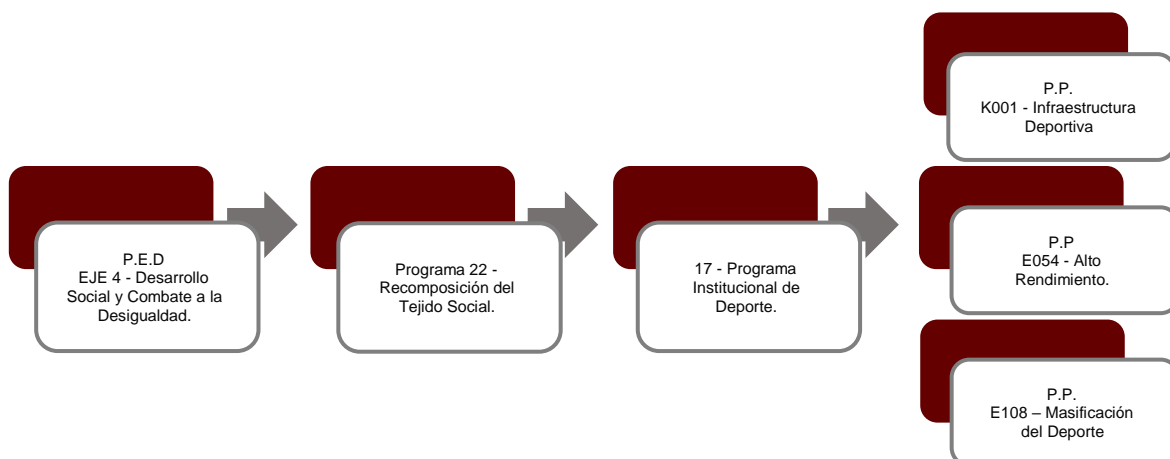 P.E.D
EJE 4 - Desarrollo
Social y Combate a la
Desigualdad.
Programa 22 -
Recomposición del
Tejido Social.
17 - Programa
Institucional de
Deporte.
P.P.
K001 - Infraestructura
Deportiva
P.P
E054 - Alto
Rendimiento.
P.P.
E108 – Masificación
del Deporte